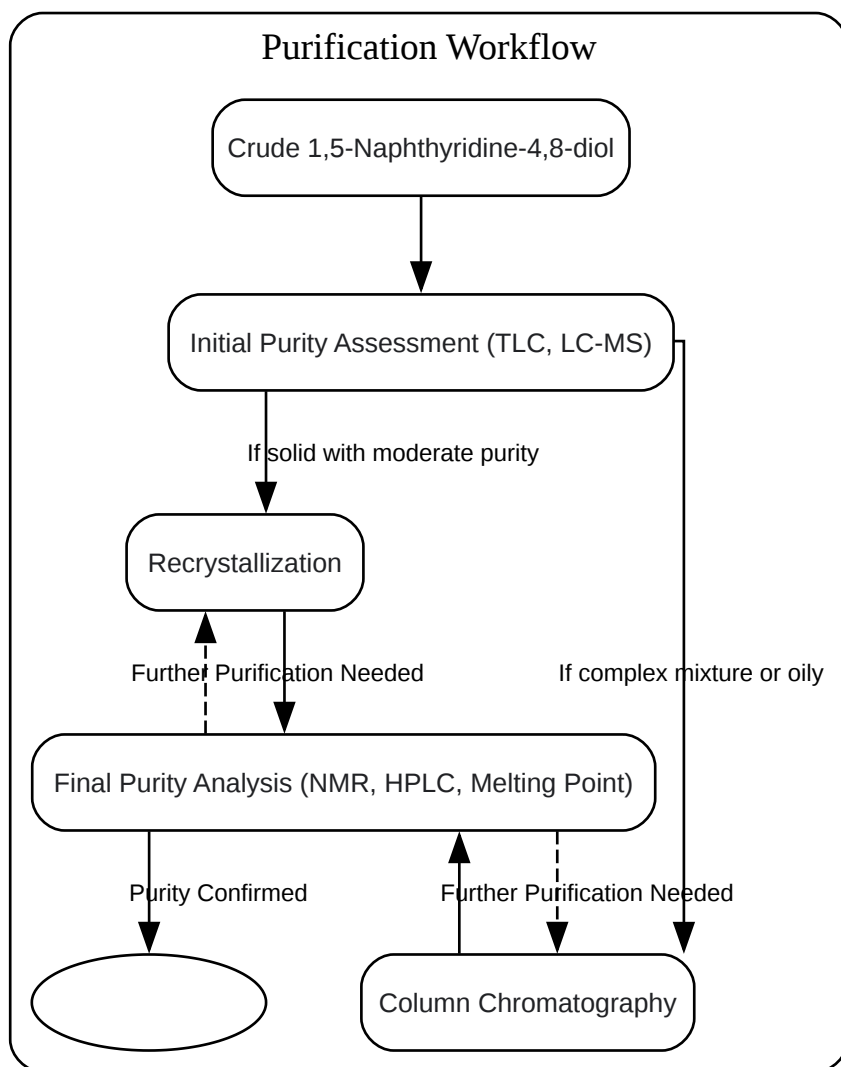 Purification Workflow
Crude 1,5-Naphthyridine-4,8-diol
Initial Purity Assessment (TLC, LC-MS)
If solid with moderate purity
Recrystallization
Further Purification Needed
If complex mixture or oily
Final Purity Analysis (NMR, HPLC, Melting Point)
Purity Confirmed
Further Purification Needed
Column Chromatography